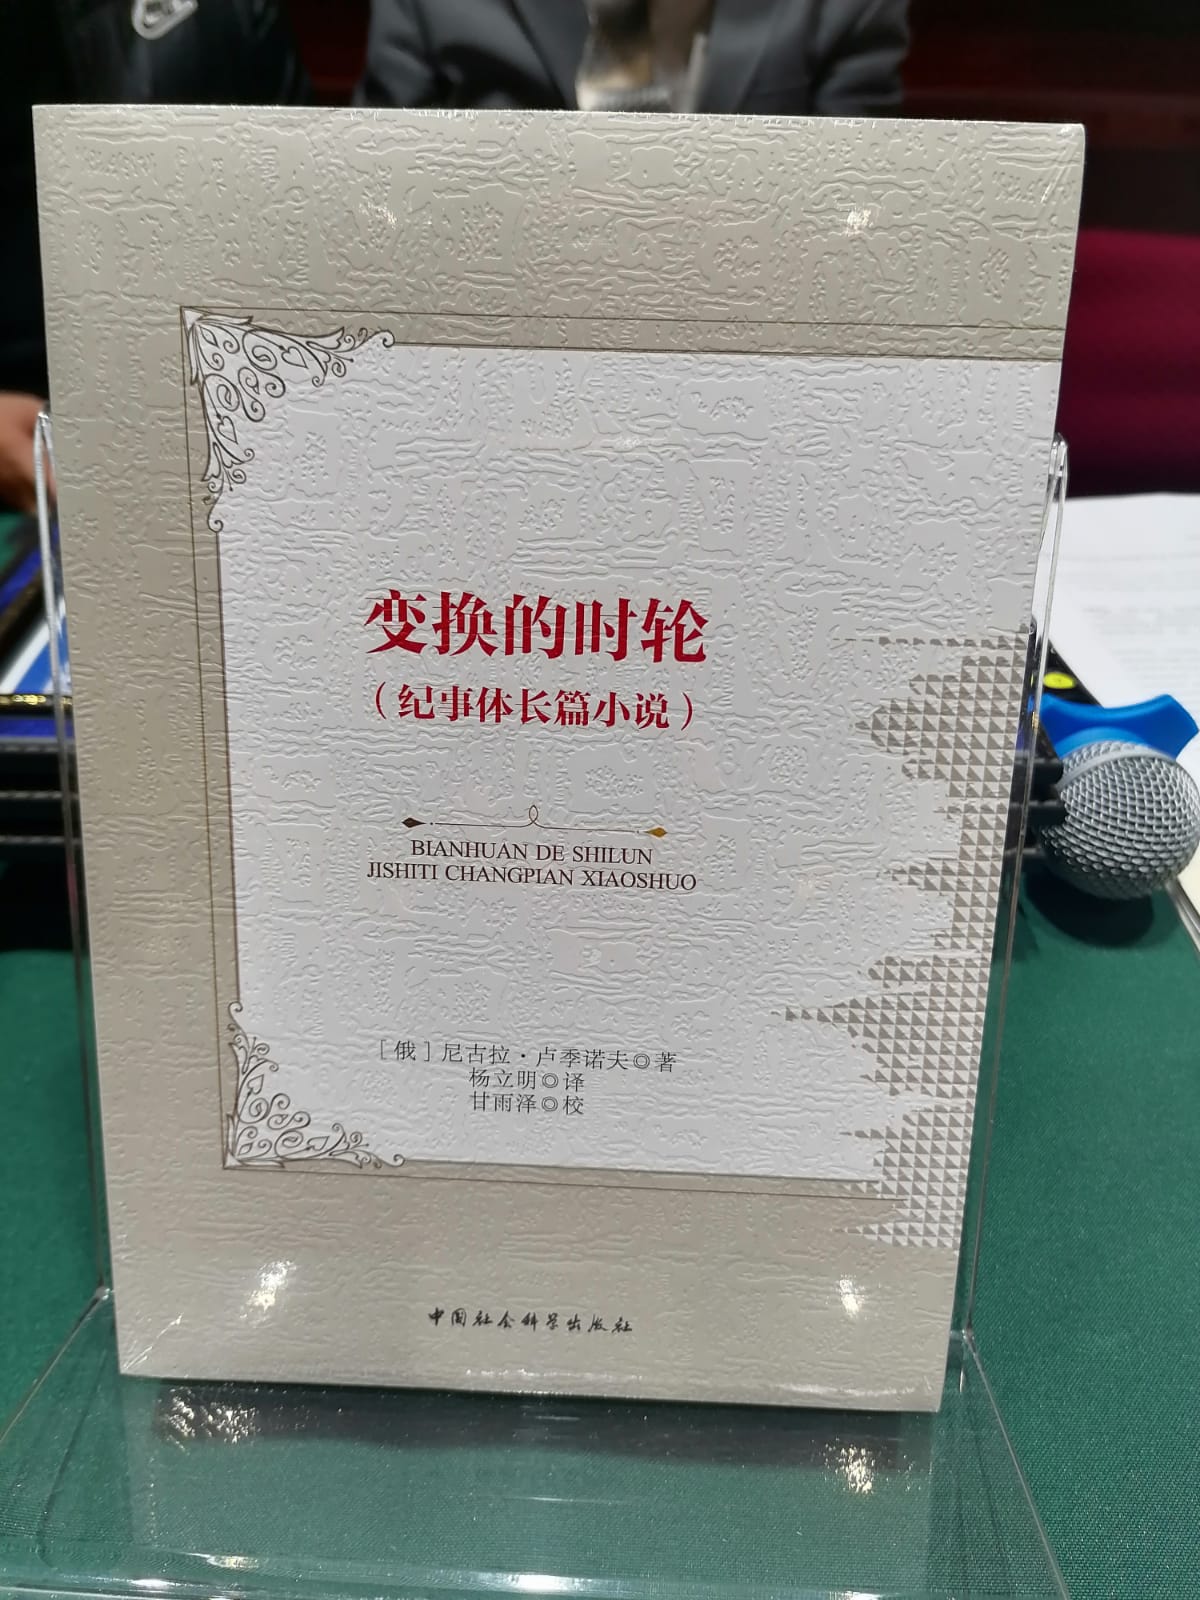 变换的时轮
（纪事体长篇小说）
BIANHUAN DE SHILUN
JISHITI CHANGPIAN XIAOSHUO
［俄］尼古拉·卢季诺夫◎著
杨立明◎译
甘雨泽◎校
中国社会科学出版社